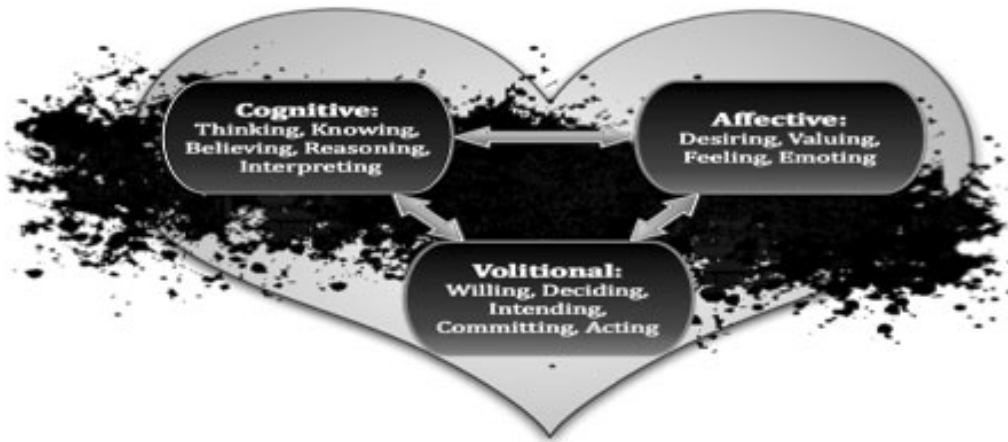 Cognitive:
Thinking, Knowing,
Believing, Reasoning,
Interpreting
Affective:
Desiring, Valuing,
Feeling, Emoting
Volitional:
Willing, Deciding,
Intending,
Committing, Acting